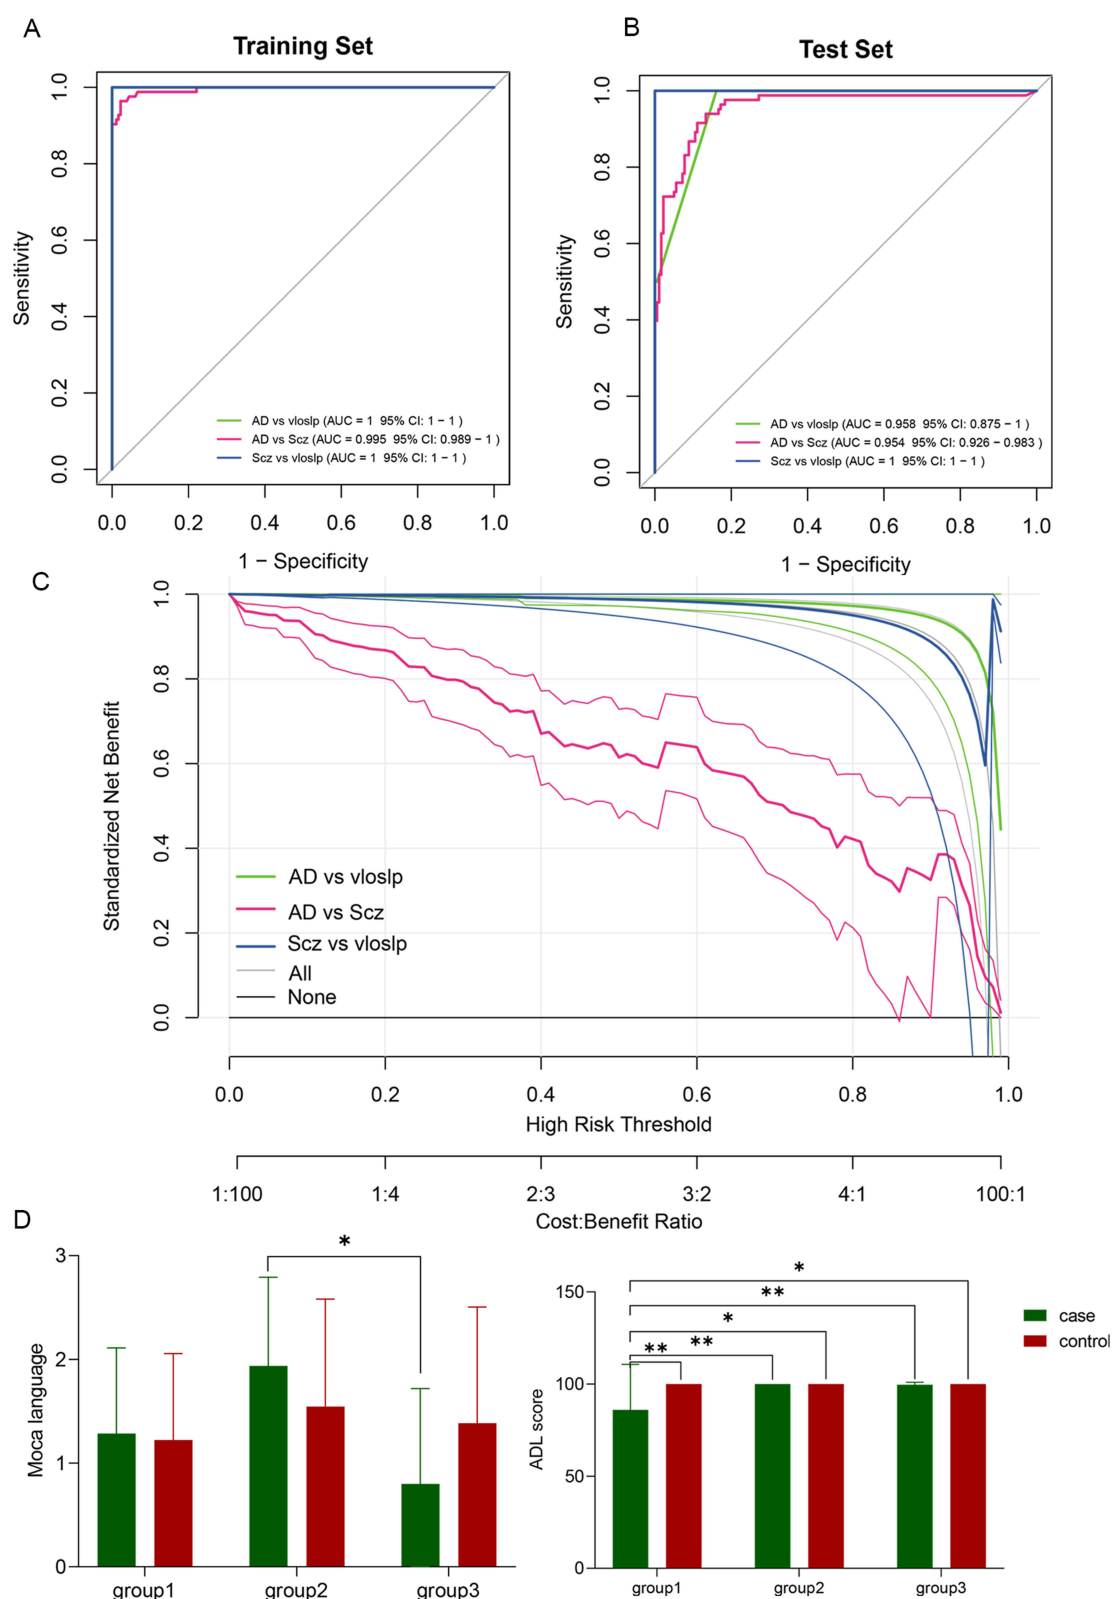 A
Training Set
1.0
0.8
0.6
0.4
0.2
0.0
Sensitivity
AD vs vloslp (AUC = 1 95% CI: 1 − 1 )
AD vs Scz (AUC = 0.995 95% CI: 0.989 − 1 )
Scz vs vloslp (AUC = 1 95% CI: 1 − 1 )
0.0 0.2 0.4 0.6 0.8 1.0
1 − Specificity
B
Test Set
1.0
0.8
0.6
0.4
0.2
0.0
Sensitivity
AD vs vloslp (AUC = 0.958 95% CI: 0.875 − 1 )
AD vs Scz (AUC = 0.954 95% CI: 0.926 − 0.983 )
Scz vs vloslp (AUC = 1 95% CI: 1 − 1 )
0.0 0.2 0.4 0.6 0.8 1.0
1 − Specificity
C
1.0
0.8
0.6
0.4
0.2
0.0
Standardized Net Benefit
AD vs vloslp
AD vs Scz
Scz vs vloslp
All
None
0.0 0.2 0.4 0.6 0.8 1.0
High Risk Threshold
1:100 1:4 2:3 3:2 4:1 100:1
Cost:Benefit Ratio
D
3
2
1
0
Moca language
*
group1 group2 group3
150
100
50
0
ADL score
*
**
*
**
**
group1 group2 group3
case
control